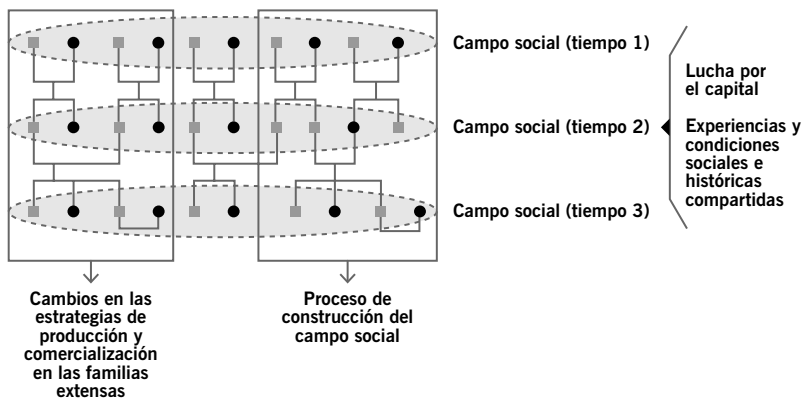 Campo social (tiempo 1)
Campo social (tiempo 2)
Campo social (tiempo 3)
Lucha por
el capital
Experiencias y
condiciones
sociales e
históricas
compartidas
Cambios en las
estrategias de
producción y
comercialización
en las familias
extensas
Proceso de
construcción del
campo social